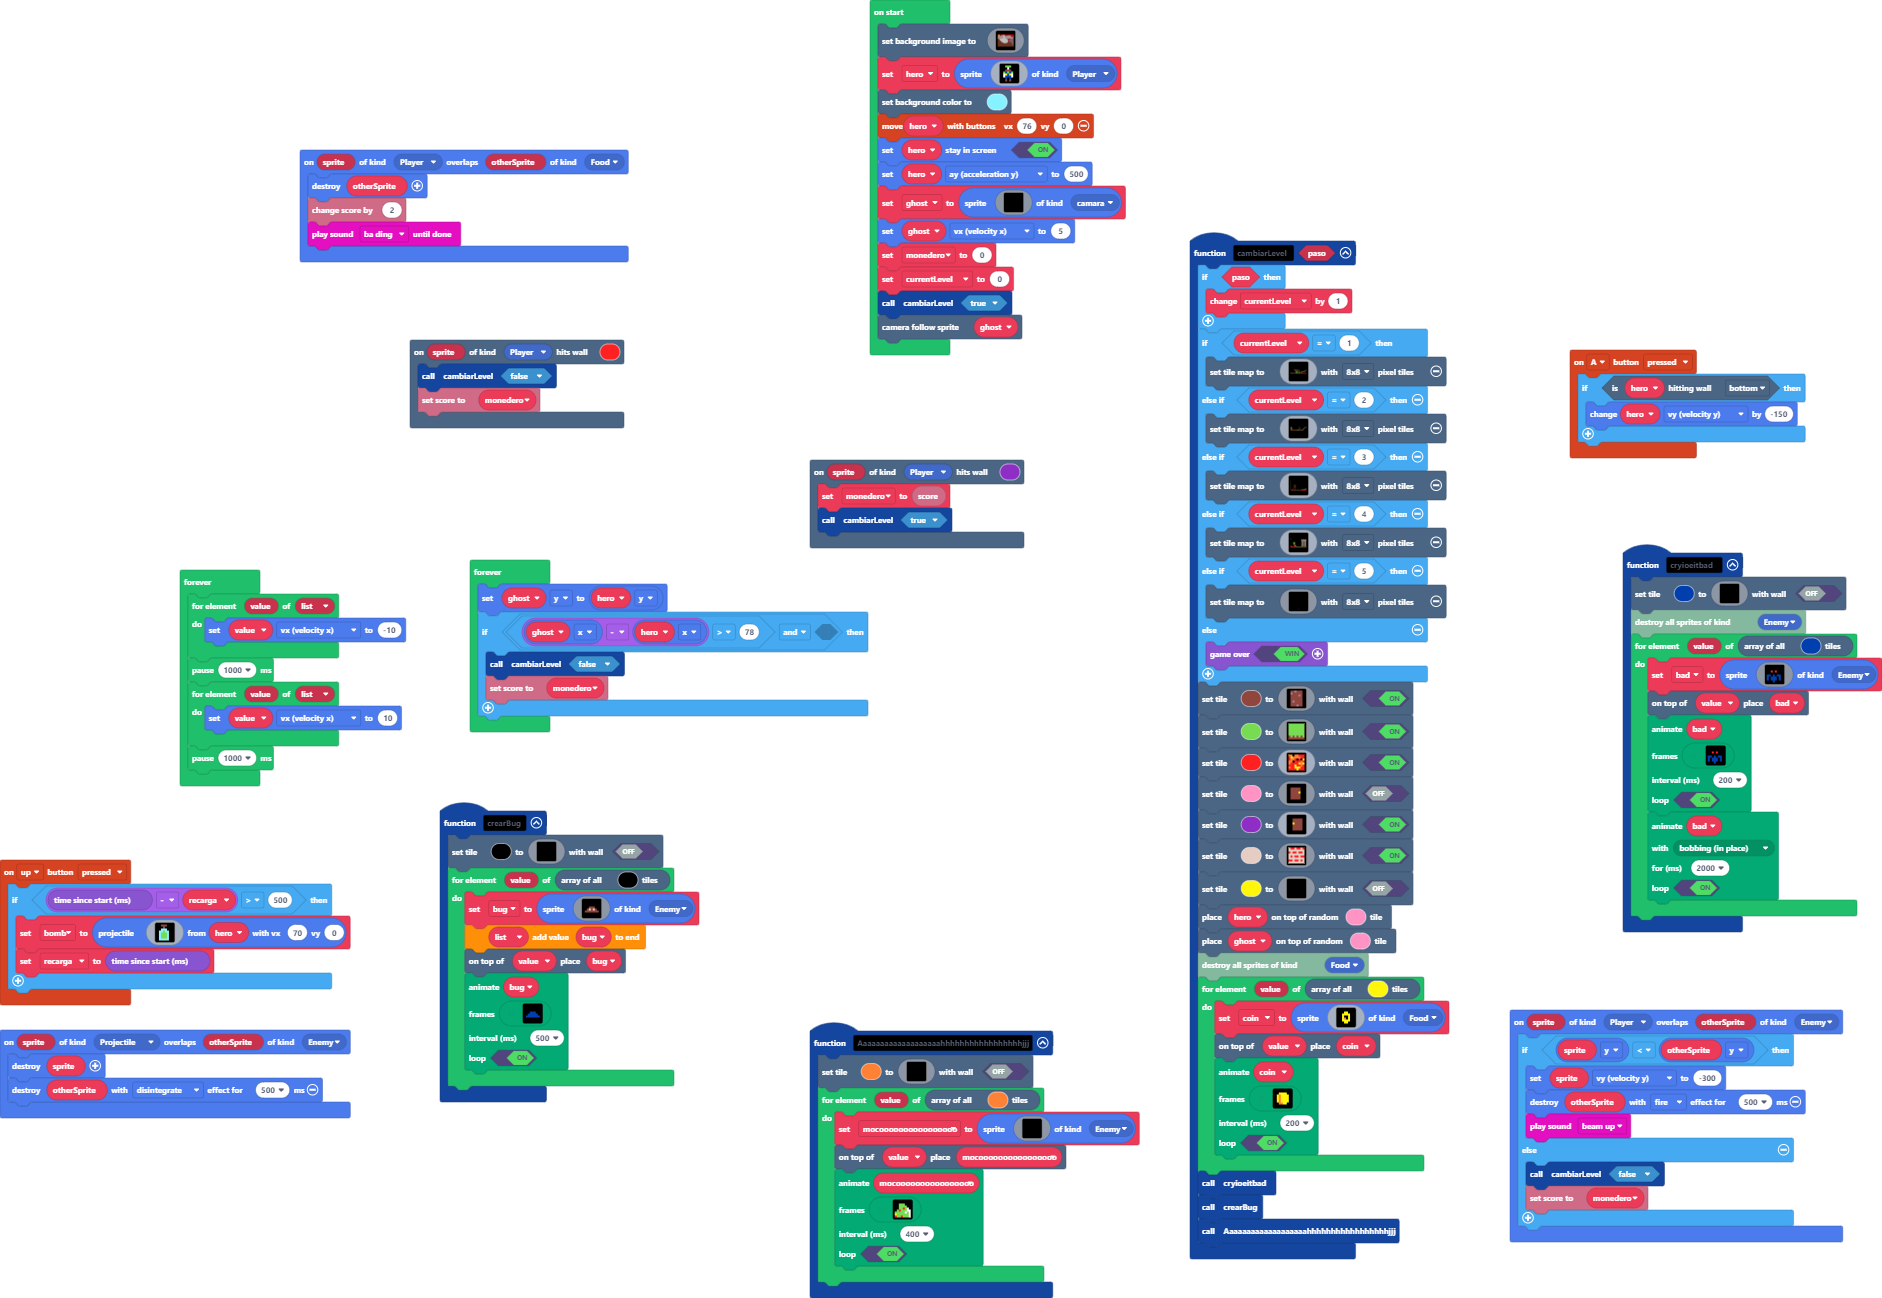 on start
set background image to
set hero to sprite of kind Player
set background color to
move hero with buttons vx 76 vy 0
set hero stay in screen ON
set hero ay (acceleration y) to 500
set ghost to sprite of kind camara
set ghost vx (velocity x) to 5
set monedero to 0
set currentLevel to 0
call cambiarLevel true
camera follow sprite ghost
on sprite of kind Player overlaps otherSprite of kind Food
destroy otherSprite
change score by 2
play sound ba ding until done
on sprite of kind Player hits wall
call cambiarLevel false
set score to monedero
on sprite of kind Player hits wall
set monedero to score
call cambiarLevel true
forever
for element value of list
do set value vx (velocity x) to -10
pause 1000 ms
for element value of list
do set value vx (velocity x) to 10
pause 1000 ms
forever
set ghost y to hero y
if ghost x - hero x > 78 and then
call cambiarLevel false
set score to monedero
on up button pressed
if time since start (ms) - recarga > 500 then
set bomb to projectile from hero with vx 70 vy 0
set recarga to time since start (ms)
on sprite of kind Projectile overlaps otherSprite of kind Enemy
destroy sprite
destroy otherSprite with disintegrate effect for 500 ms
function crearBug
set tile to with wall OFF
for element value of array of all tiles
do set bug to sprite of kind Enemy
list add value bug to end
on top of value place bug
animate bug
frames
interval (ms) 500
loop ON
function
set tile to with wall OFF
for element value of array of all tiles
do set to sprite of kind Enemy
on top of value place
animate
frames
interval (ms) 400
loop ON
function cambiarLevel paso
if paso then
change currentLevel by 1
if currentLevel = 1 then
set tile map to with 8x8 pixel tiles
else if currentLevel = 2 then
set tile map to with 8x8 pixel tiles
else if currentLevel = 3 then
set tile map to with 8x8 pixel tiles
else if currentLevel = 4 then
set tile map to with 8x8 pixel tiles
else if currentLevel = 5 then
set tile map to with 8x8 pixel tiles
else
game over WIN
set tile to with wall ON
set tile to with wall ON
set tile to with wall ON
set tile to with wall OFF
set tile to with wall ON
set tile to with wall ON
set tile to with wall OFF
place hero on top of random tile
place ghost on top of random tile
destroy all sprites of kind Food
for element value of array of all tiles
do set coin to sprite of kind Food
on top of value place coin
animate coin
frames
interval (ms) 200
loop ON
call cryioeitbad
call crearBug
call
on A button pressed
if is hero hitting wall bottom then
change hero vy (velocity y) by -150
function cryioeitbad
set tile to with wall OFF
destroy all sprites of kind Enemy
for element value of array of all tiles
do set bad to sprite of kind Enemy
on top of value place bad
animate bad
frames
interval (ms) 200
loop ON
animate bad
with bobbing (in place)
for (ms) 2000
loop ON
on sprite of kind Player overlaps otherSprite of kind Enemy
if sprite y < otherSprite y then
set sprite vy (velocity y) to -300
destroy otherSprite with fire effect for 500 ms
play sound beam up
else
call cambiarLevel false
set score to monedero